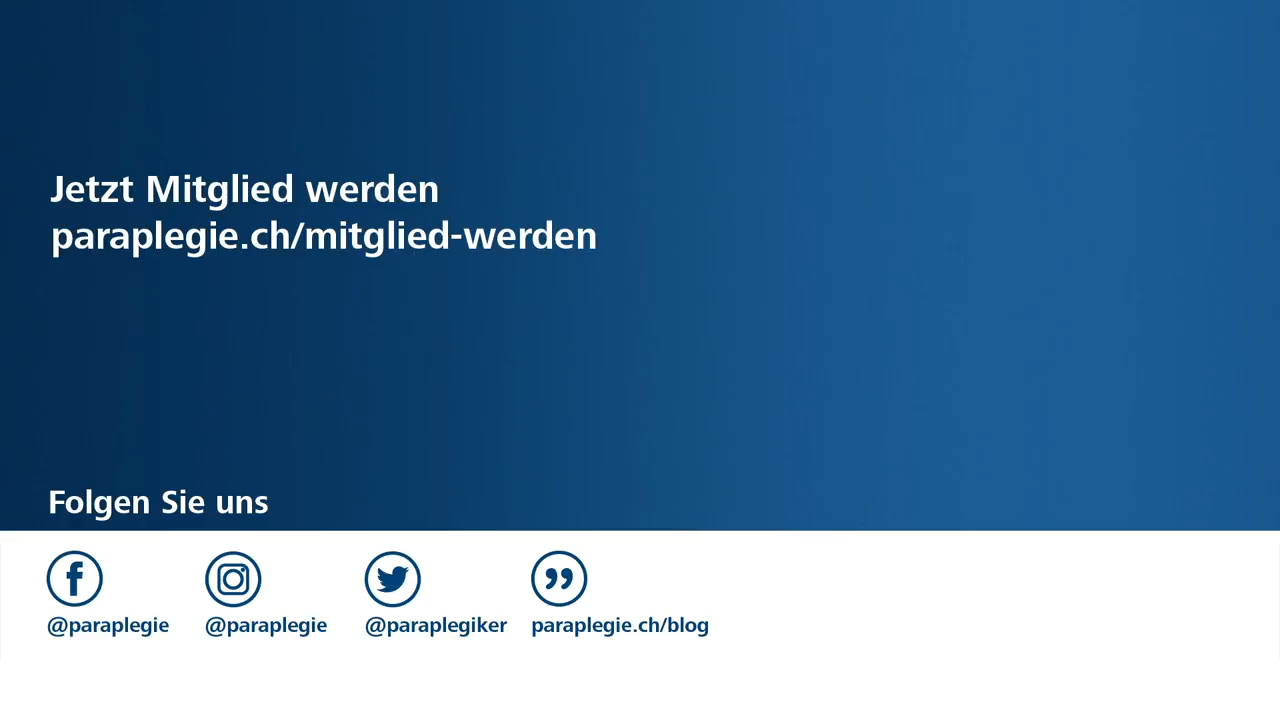 Jetzt Mitglied werden
paraplegie.ch/mitglied-werden
Folgen Sie uns
@paraplegie @paraplegie @paraplegiker paraplegie.ch/blog